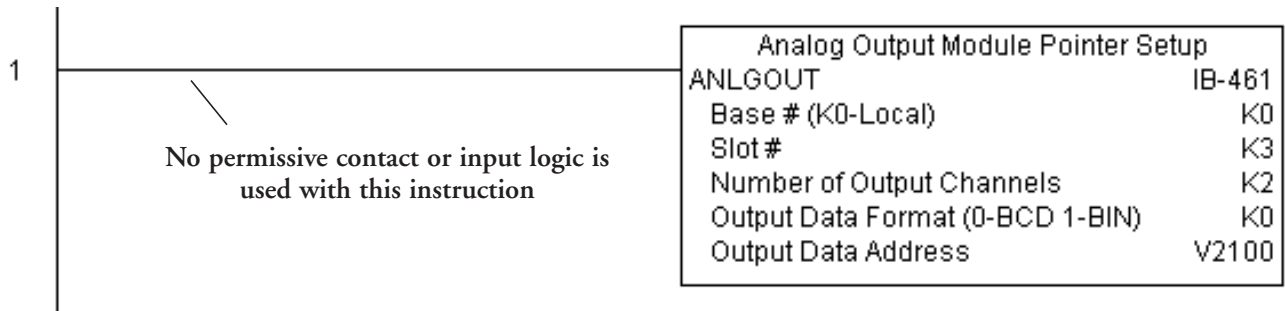 1
No permissive contact or input logic is
used with this instruction
Analog Output Module Pointer Setup
ANLGOUT IB-461
Base # (K0-Local) K0
Slot # K3
Number of Output Channels K2
Output Data Format (0-BCD 1-BIN) K0
Output Data Address V2100